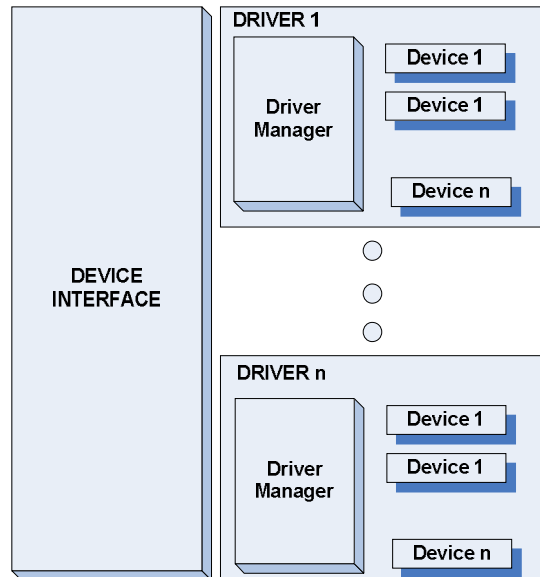 DEVICE
INTERFACE
DRIVER 1
Driver
Manager
Device 1
Device 1
Device n
DRIVER n
Driver
Manager
Device 1
Device 1
Device n